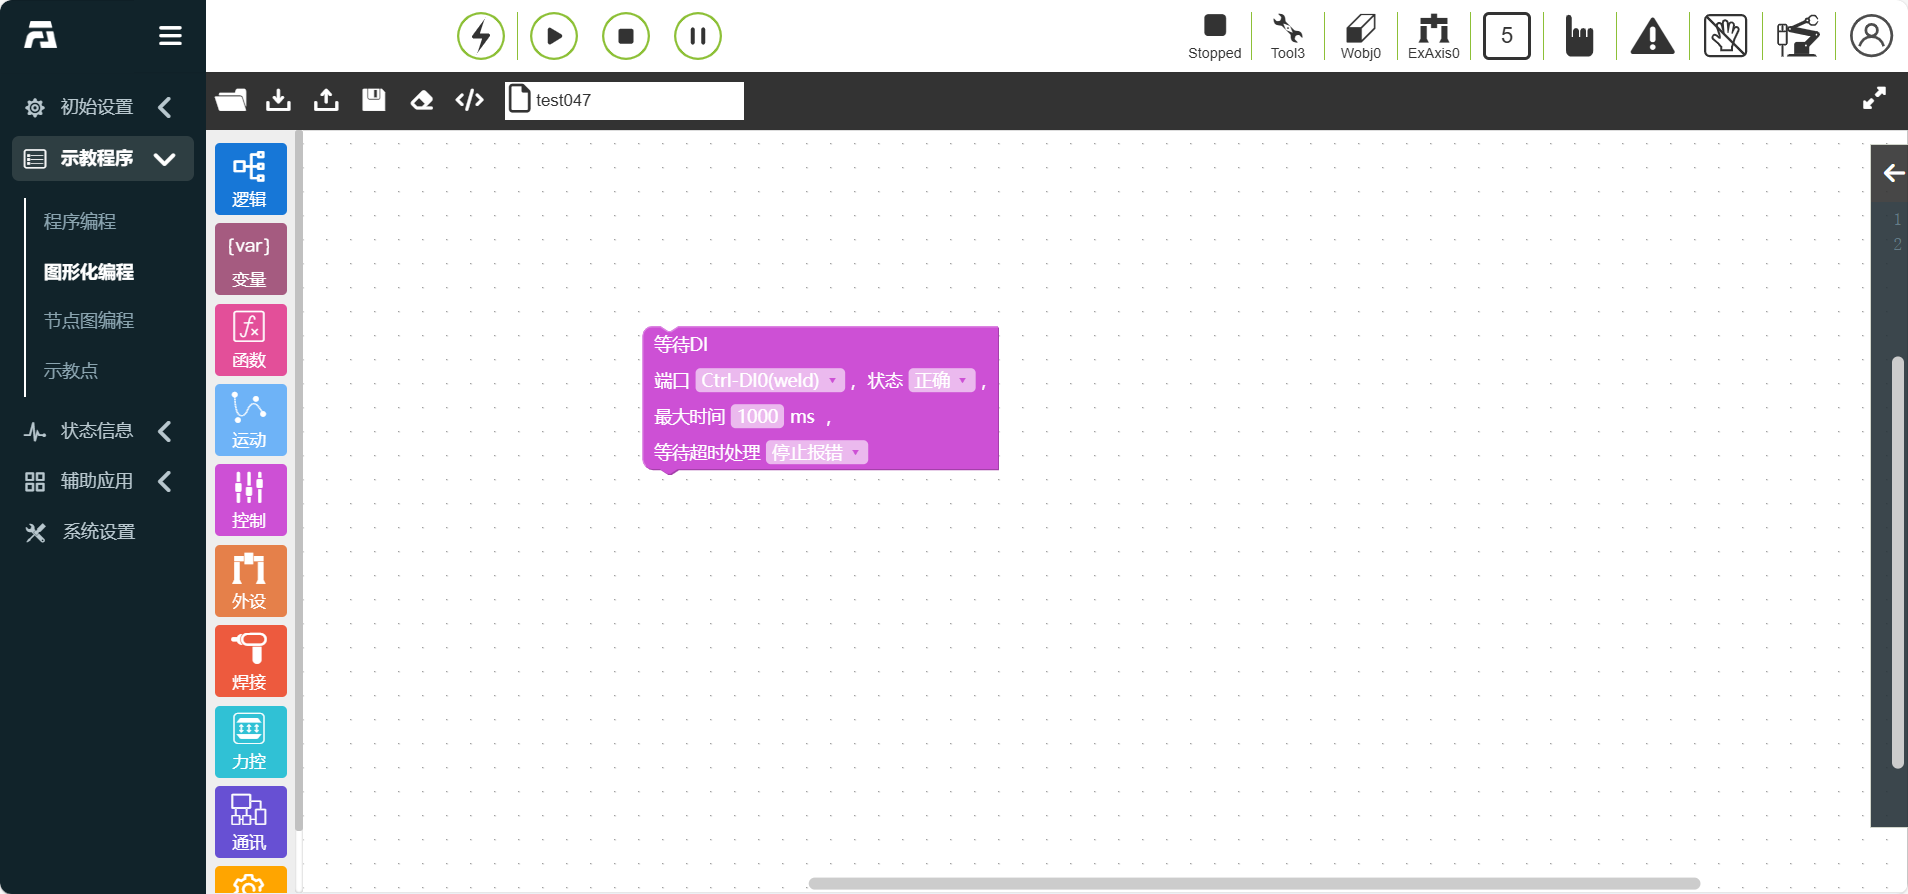 Stopped
Tool3
Wobj0
ExAxis0
5
test047
初始设置
示教程序
程序编程
图形化编程
节点图编程
示教点
状态信息
辅助应用
系统设置
逻辑
{var}
变量
fx
函数
运动
控制
外设
焊接
力控
通讯
等待DI
端口 Ctrl-DI0(weld) ，状态 正确 ，
最大时间 1000 ms ，
等待超时处理 停止报错
1
2